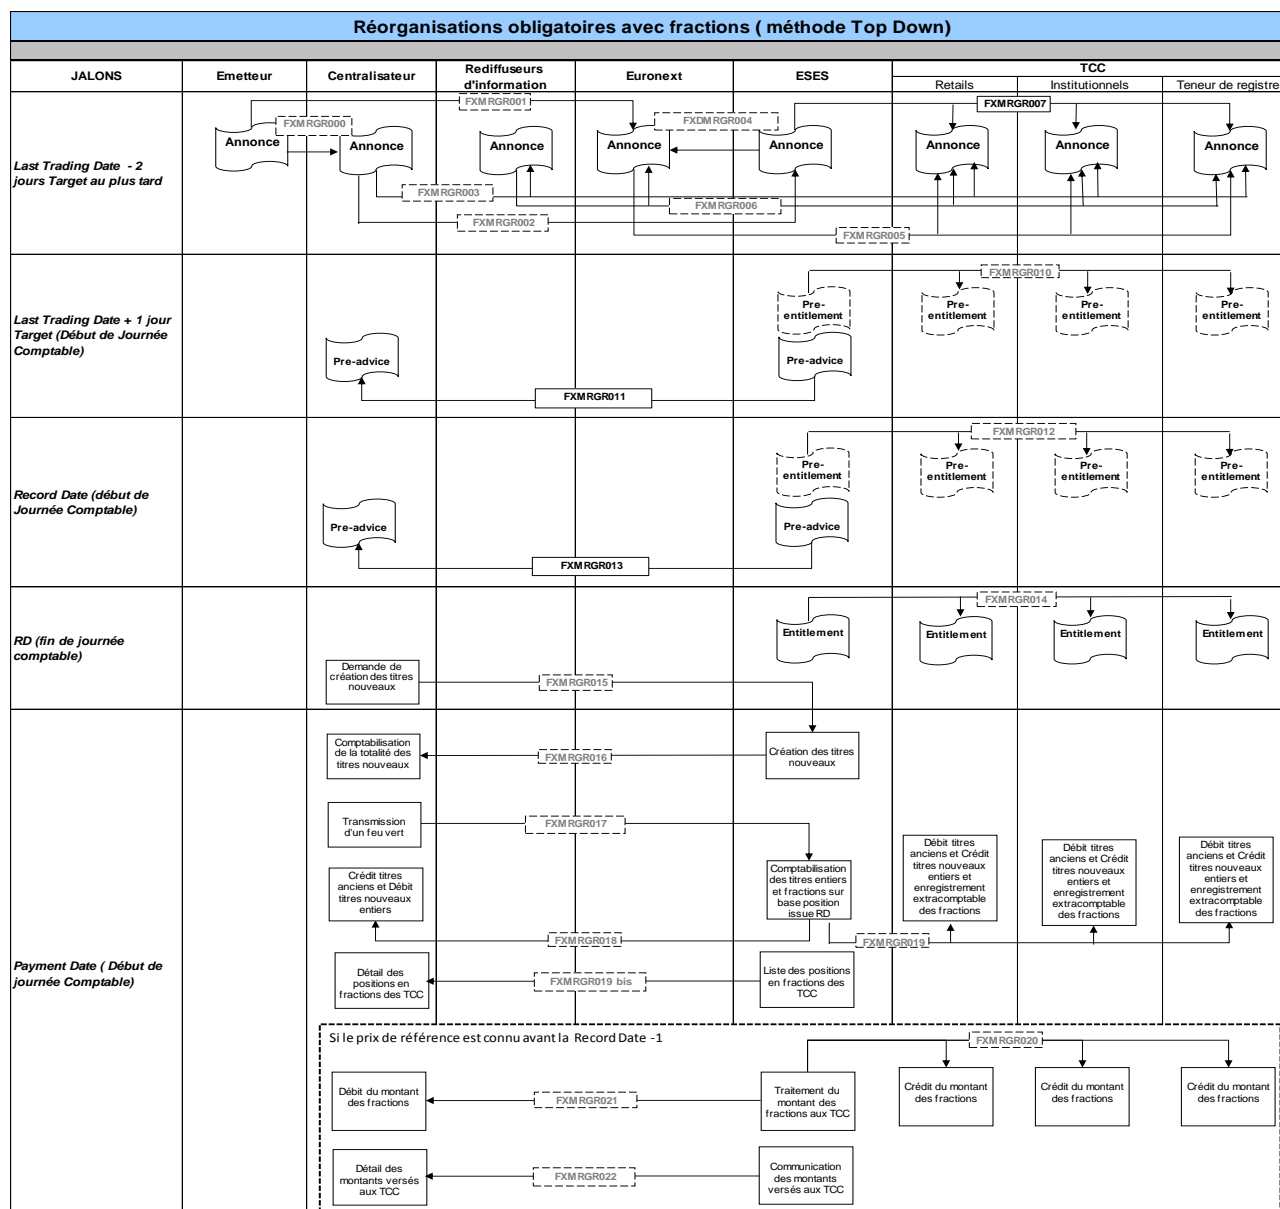 Réorganisations obligatoires avec fractions ( méthode Top Down)
JALONS
Emetteur
Centralisateur
Rediffuseurs
d'information
Euronext
ESES
TCC
Retails
Institutionnels
Teneur de registre
Last Trading Date - 2
jours Target au plus tard
FXMRGR000
FXMRGR001
FXDMRGR004
FXMRGR007
Annonce
Annonce
Annonce
Annonce
Annonce
Annonce
Annonce
Annonce
FXMRGR003
FXMRGR006
FXMRGR002
FXMRGR005
Last Trading Date + 1 jour
Target (Début de Journée
Comptable)
FXMRGR010
Pre-
entitlement
Pre-
entitlement
Pre-
entitlement
Pre-
entitlement
Pre-advice
Pre-advice
FXMRGR011
Record Date (début de
Journée Comptable)
FXMRGR012
Pre-
entitlement
Pre-
entitlement
Pre-
entitlement
Pre-
entitlement
Pre-advice
Pre-advice
FXMRGR013
RD (fin de journée
comptable)
FXMRGR014
Entitlement
Entitlement
Entitlement
Entitlement
Demande de
création des titres
nouveaux
FXMRGR015
Payment Date ( Début de
journée Comptable)
Comptabilisation
de la totalité des
titres nouveaux
FXMRGR016
Création des titres
nouveaux
Transmission
d'un feu vert
FXMRGR017
Crédit titres
anciens et Débit
titres nouveaux
entiers
Comptabilisation
des titres entiers
et fractions sur
base position
issue RD
Débit titres
anciens et Crédit
titres nouveaux
entiers et
enregistrement
extracomptable
des fractions
Débit titres
anciens et Crédit
titres nouveaux
entiers et
enregistrement
extracomptable
des fractions
Débit titres
anciens et Crédit
titres nouveaux
entiers et
enregistrement
extracomptable
des fractions
FXMRGR018
FXMRGR019
Détail des
positions en
fractions des TCC
FXMRGR019 bis
Liste des positions
en fractions des
TCC
Si le prix de référence est connu avant la Record Date -1
FXMRGR020
Débit du montant
des fractions
FXMRGR021
Traitement du
montant des
fractions aux TCC
Crédit du montant
des fractions
Crédit du montant
des fractions
Crédit du montant
des fractions
Détail des
montants versés
aux TCC
FXMRGR022
Communication
des montants
versés aux TCC